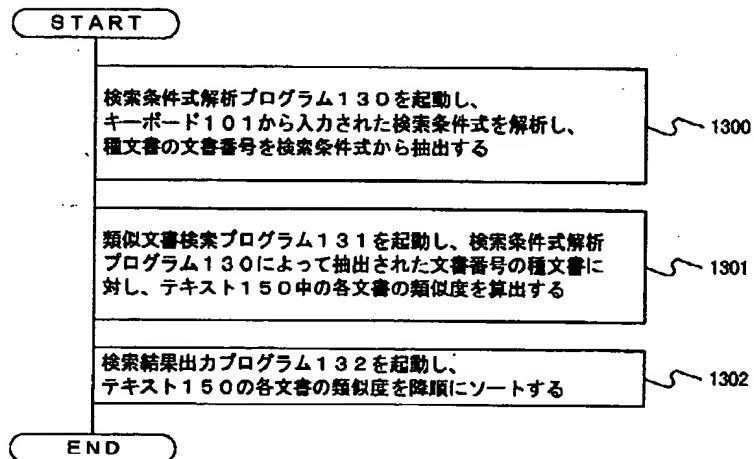 START
検索条件式解析プログラム130を起動し、
キーボード101から入力された検索条件式を解析し、
種文書の文書番号を検索条件式から抽出する
1300
類似文書検索プログラム131を起動し、検索条件式解析
プログラム130によって抽出された文書番号の種文書に
対し、テキスト150中の各文書の類似度を算出する
1301
検索結果出力プログラム132を起動し、
テキスト150の各文書の類似度を降順にソートする
1302
END